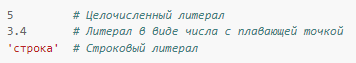 5 # Целочисленный литерал
3.4 # Литерал в виде числа с плавающей точкой
'строка' # Строковый литерал